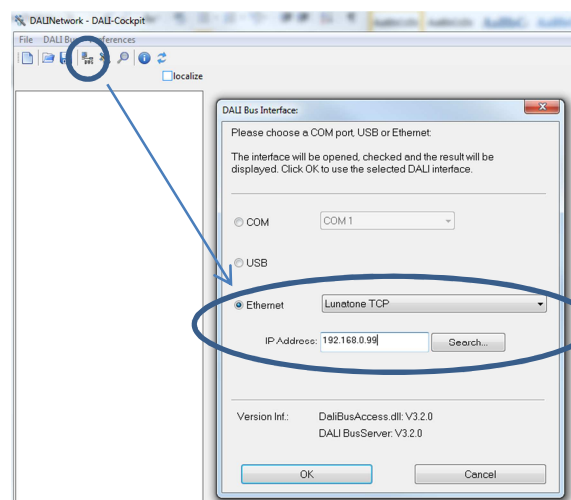 DALINetwork - DALI-Cockpit
File DALI Bus Preferences
localize
DALI Bus Interface:
Please choose a COM port, USB or Ethernet:
The interface will be opened, checked and the result will be
displayed. Click OK to use the selected DALI interface.
COM COM 1
USB
Ethernet Lunatone TCP
IP Address: 192.168.0.99 Search...
Version Inf.: DaliBusAccess.dll: V3.2.0
DALI BusServer: V3.2.0
OK Cancel